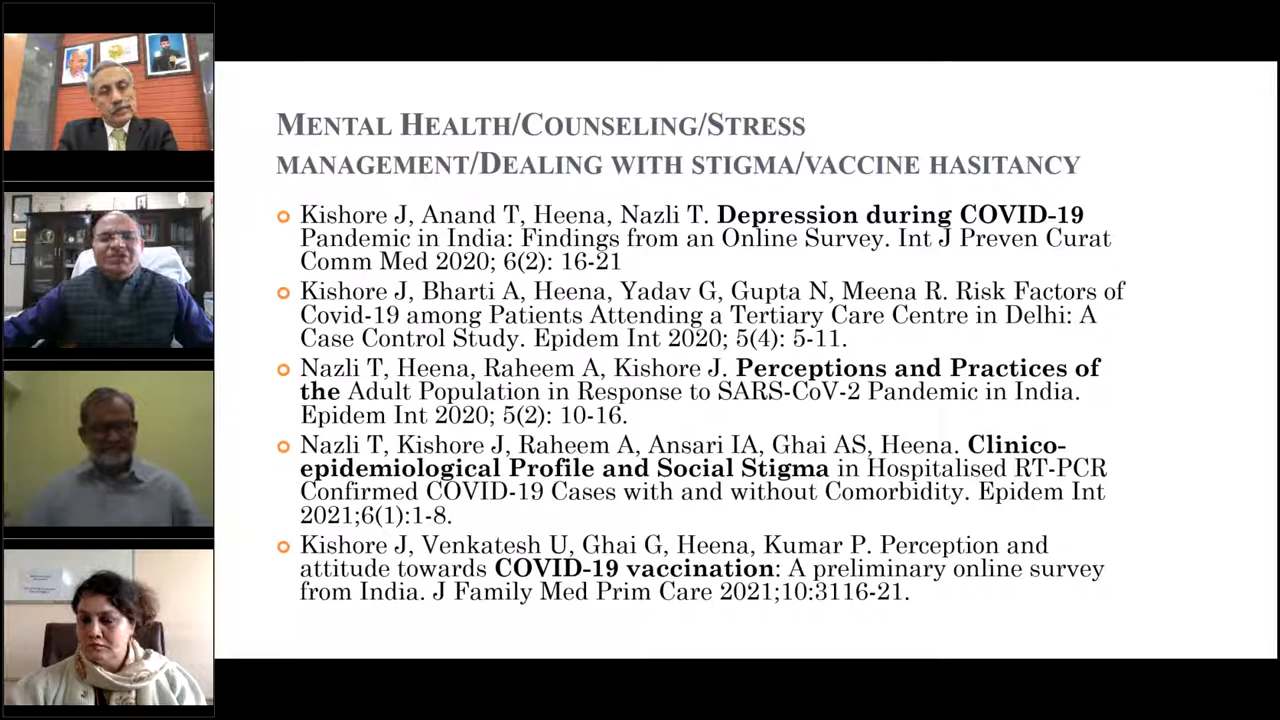 MENTAL HEALTH/COUNSELING/STRESS
MANAGEMENT/DEALING WITH STIGMA/VACCINE HASITANCY
Kishore J, Anand T, Heena, Nazli T. Depression during COVID-19
Pandemic in India: Findings from an Online Survey. Int J Preven Curat
Comm Med 2020; 6(2): 16-21
Kishore J, Bharti A, Heena, Yadav G, Gupta N, Meena R. Risk Factors of
Covid-19 among Patients Attending a Tertiary Care Centre in Delhi: A
Case Control Study. Epidem Int 2020; 5(4): 5-11.
Nazli T, Heena, Raheem A, Kishore J. Perceptions and Practices of
the Adult Population in Response to SARS-CoV-2 Pandemic in India.
Epidem Int 2020; 5(2): 10-16.
Nazli T, Kishore J, Raheem A, Ansari IA, Ghai AS, Heena. Clinico-
epidemiological Profile and Social Stigma in Hospitalised RT-PCR
Confirmed COVID-19 Cases with and without Comorbidity. Epidem Int
2021;6(1):1-8.
Kishore J, Venkatesh U, Ghai G, Heena, Kumar P. Perception and
attitude towards COVID-19 vaccination: A preliminary online survey
from India. J Family Med Prim Care 2021;10:3116-21.